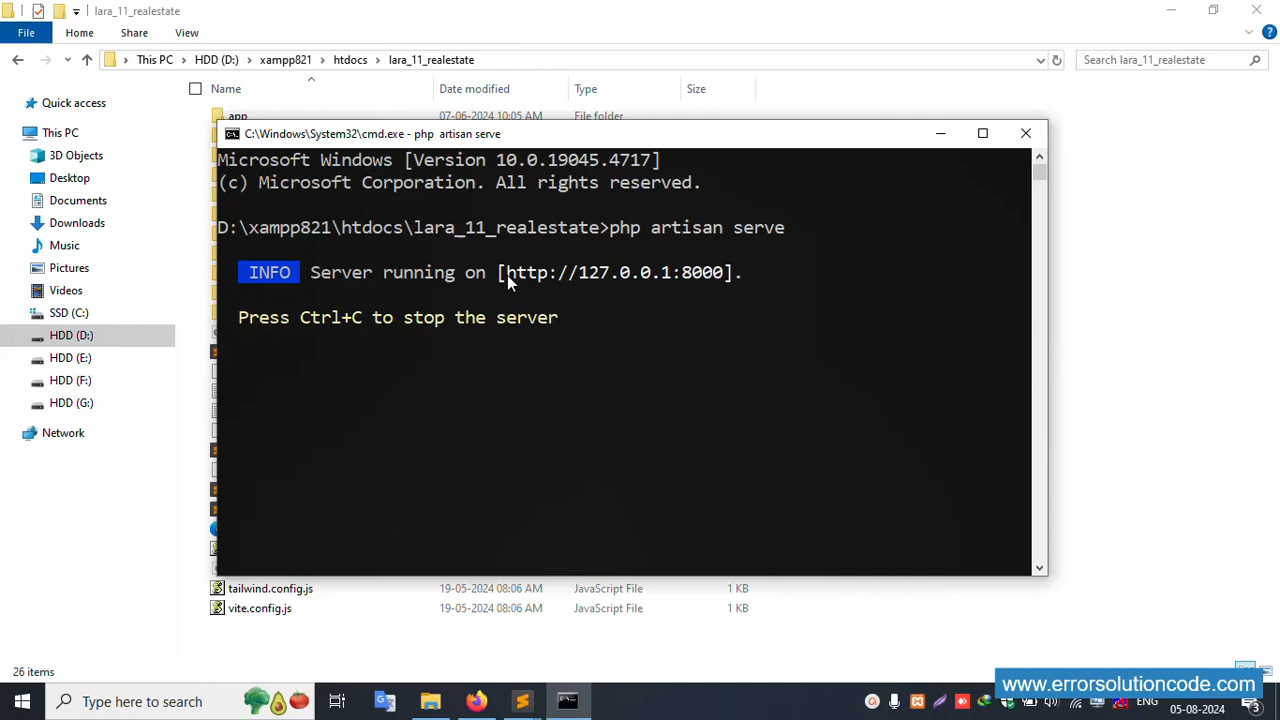 lara_11_realestate
File
Home
Share
View
This PC
HDD (D:)
xampp821
htdocs
lara_11_realestate
Search lara_11_realestate
Name
Date modified
Type
Size
Quick access
This PC
3D Objects
Desktop
Documents
Downloads
Music
Pictures
Videos
SSD (C:)
HDD (D:)
HDD (E:)
HDD (F:)
HDD (G:)
Network
app 07-06-2024 10:05 AM File folder
C:\Windows\System32\cmd.exe - php artisan serve
Microsoft Windows [Version 10.0.19045.4717]
(c) Microsoft Corporation. All rights reserved.
D:\xampp821\htdocs\lara_11_realestate>php artisan serve
INFO Server running on [http://127.0.0.1:8000].
Press Ctrl+C to stop the server
tailwind.config.js 19-05-2024 08:06 AM JavaScript File 1 KB
vite.config.js 19-05-2024 08:06 AM JavaScript File 1 KB
26 items
www.errorsolutioncode.com
Type here to search
ENG
05-08-2024
3